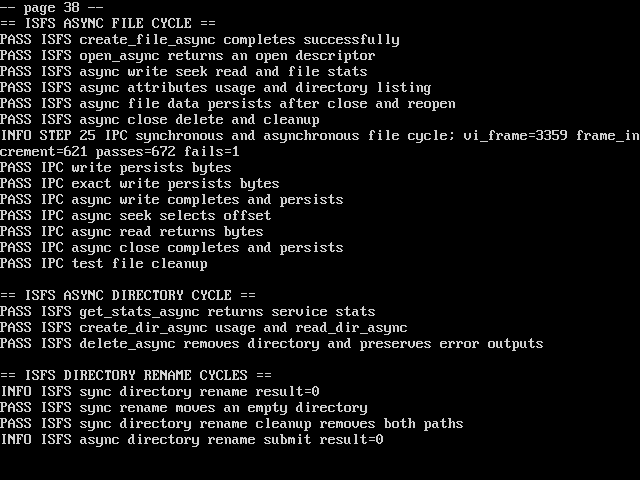 -- page 38 --
== ISFS ASYNC FILE CYCLE ==
PASS ISFS create_file_async completes successfully
PASS ISFS open_async returns an open descriptor
PASS ISFS async write seek read and file stats
PASS ISFS async attributes usage and directory listing
PASS ISFS async file data persists after close and reopen
PASS ISFS async close delete and cleanup
INFO STEP 25 IPC synchronous and asynchronous file cycle; vi_frame=3359 frame_in
crement=621 passes=672 fails=1
PASS IPC write persists bytes
PASS IPC exact write persists bytes
PASS IPC async write completes and persists
PASS IPC async seek selects offset
PASS IPC async read returns bytes
PASS IPC async close completes and persists
PASS IPC test file cleanup
== ISFS ASYNC DIRECTORY CYCLE ==
PASS ISFS get_stats_async returns service stats
PASS ISFS create_dir_async usage and read_dir_async
PASS ISFS delete_async removes directory and preserves error outputs
== ISFS DIRECTORY RENAME CYCLES ==
INFO ISFS sync directory rename result=0
PASS ISFS sync rename moves an empty directory
PASS ISFS sync directory rename cleanup removes both paths
INFO ISFS async directory rename submit result=0